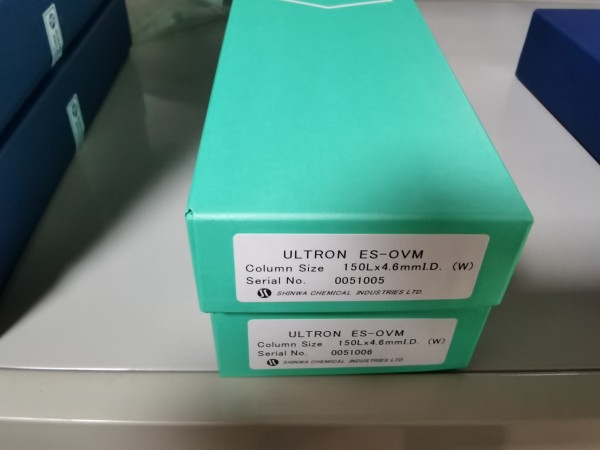 ULTRON ES-OVM
Column Size 150Lx4.6mmI.D. (W)
Serial No. 0051005
SHINWA CHEMICAL INDUSTRIES LTD.
ULTRON ES-OVM
Column Size 150Lx4.6mmI.D. (W)
Serial No. 0051006
SHINWA CHEMICAL INDUSTRIES LTD.